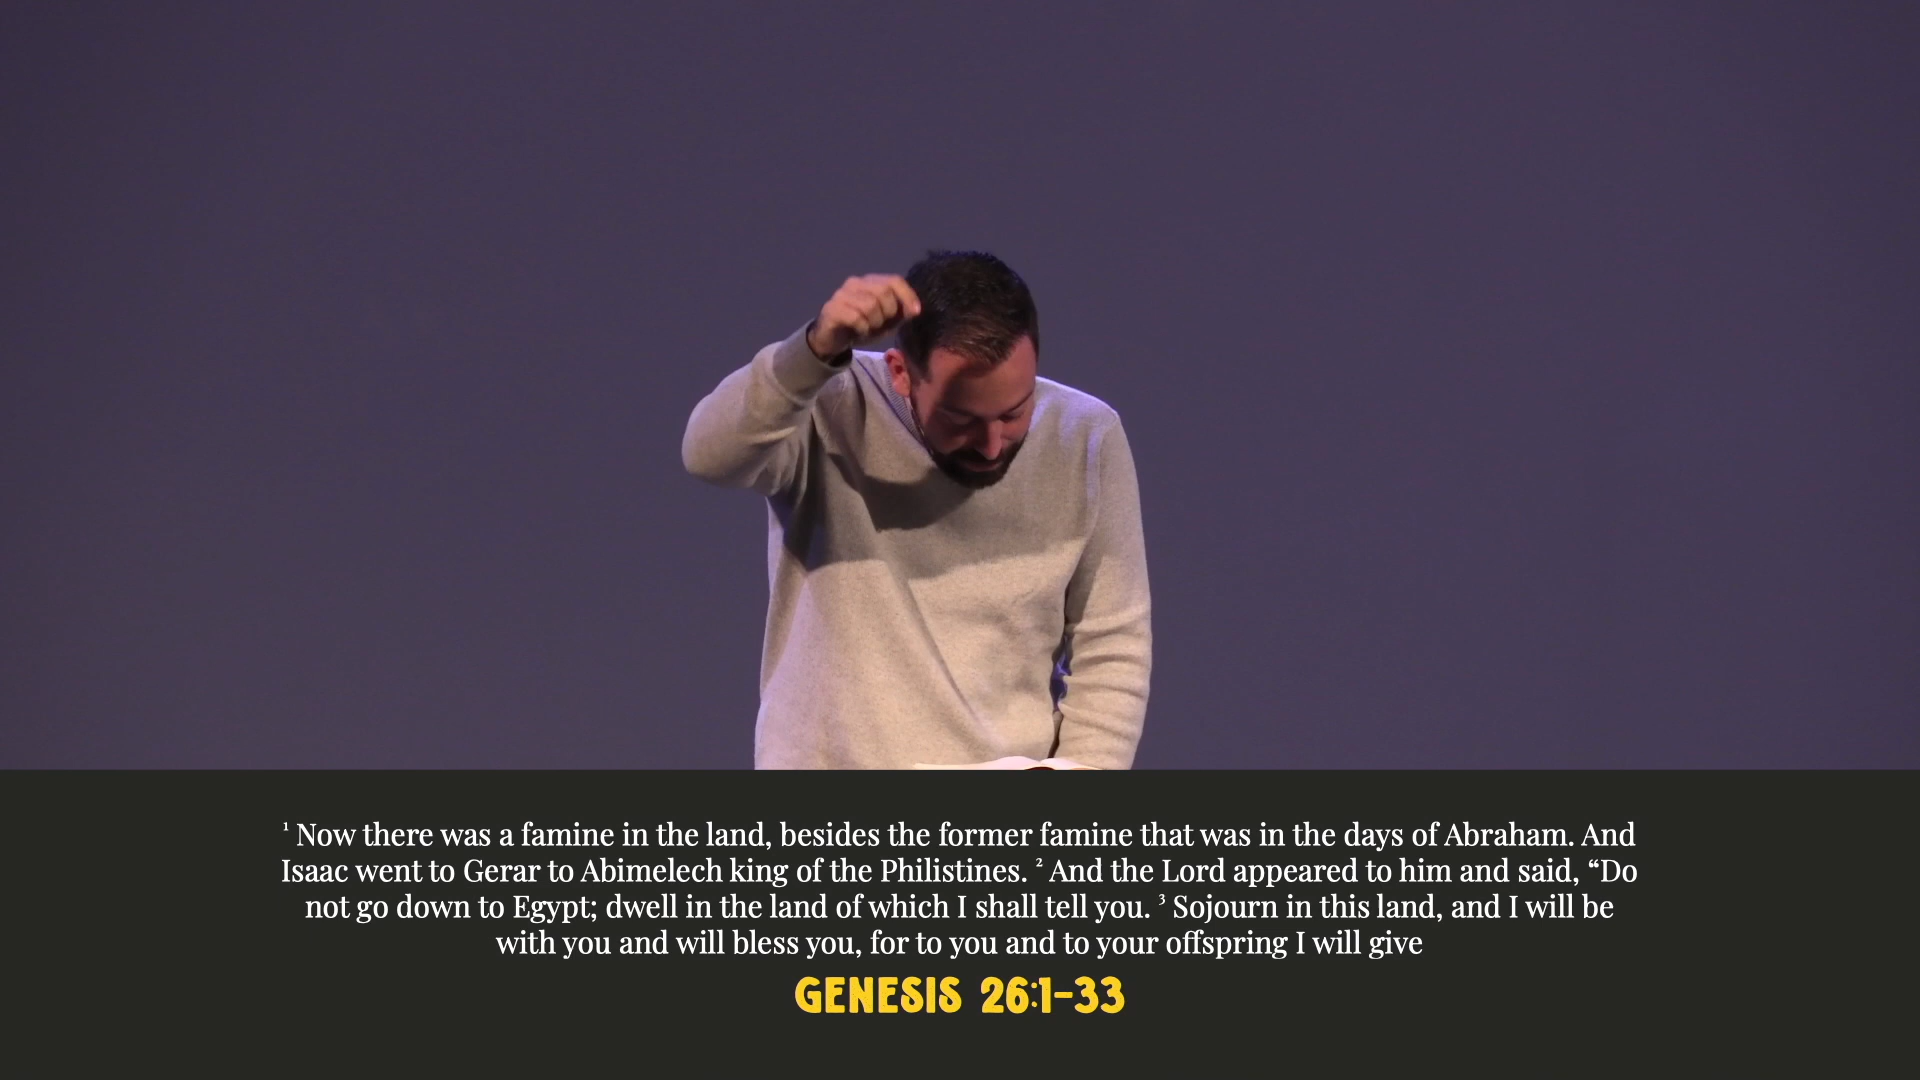 ¹ Now there was a famine in the land, besides the former famine that was in the days of Abraham. And
Isaac went to Gerar to Abimelech king of the Philistines. ² And the Lord appeared to him and said, “Do
not go down to Egypt; dwell in the land of which I shall tell you. ³ Sojourn in this land, and I will be
with you and will bless you, for to you and to your offspring I will give
GENESIS 26:1-33